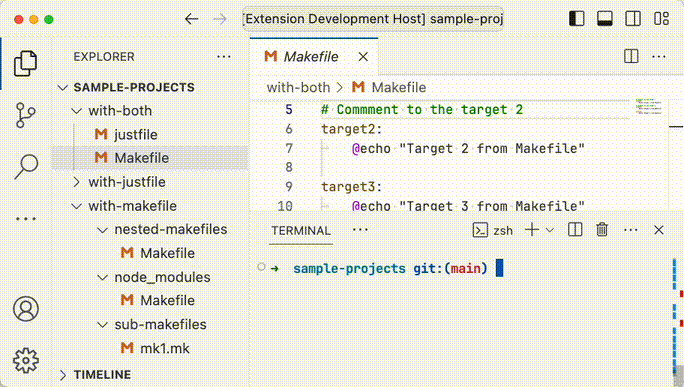 [Extension Development Host] sample-proj
EXPLORER
SAMPLE-PROJECTS
with-both
justfile
Makefile
with-justfile
with-makefile
nested-makefiles
Makefile
node_modules
Makefile
sub-makefiles
mk1.mk
TIMELINE
Makefile
with-both > Makefile
5 # Commment to the target 2
6 target2:
7 @echo "Target 2 from Makefile"
8
9 target3:
10 @echo "Target 3 from Makefile"
TERMINAL
zsh
→ sample-projects git:(main)